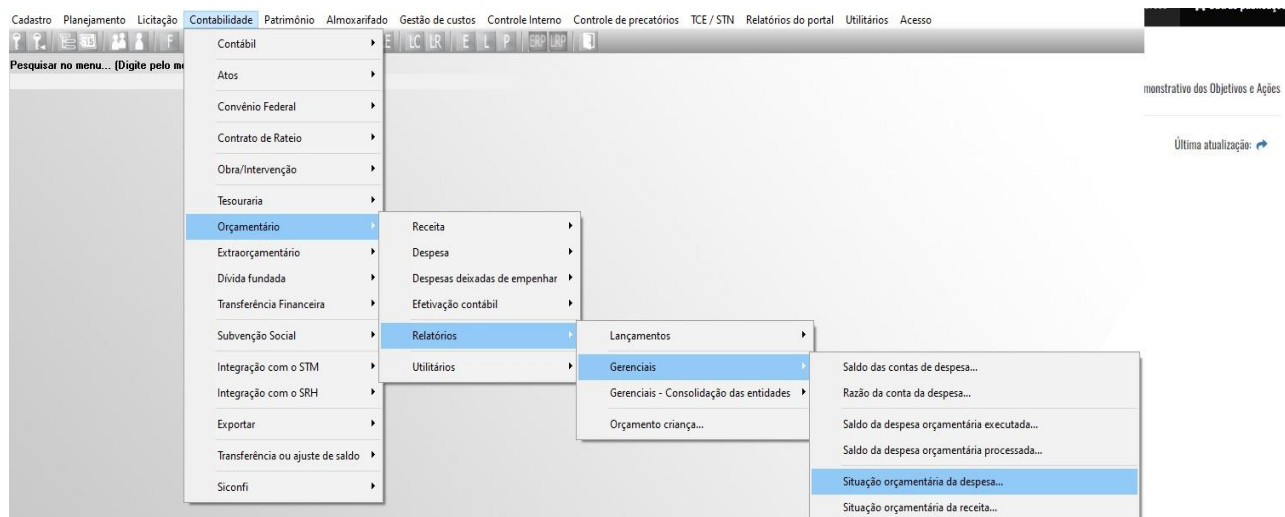 Cadastro Planejamento Licitação Contabilidade Patrimônio Almoxarifado Gestão de custos Controle Interno Controle de precatórios TCE / STN Relatórios do portal Utilitários Acesso
F E LC LR E L P ERP LRP
Pesquisar no menu... (Digite pelo me
Contábil
Atos
Convênio Federal
Contrato de Rateio
Obra/Intervenção
Tesouraria
Orçamentário
Extraorçamentário
Dívida fundada
Transferência Financeira
Subvenção Social
Integração com o STM
Integração com o SRH
Exportar
Transferência ou ajuste de saldo
Siconfi
Receita
Despesa
Despesas deixadas de empenhar
Efetivação contábil
Relatórios
Utilitários
Lançamentos
Gerenciais
Gerenciais - Consolidação das entidades
Orçamento criança...
Saldo das contas de despesa...
Razão da conta da despesa...
Saldo da despesa orçamentária executada...
Saldo da despesa orçamentária processada...
Situação orçamentária da despesa...
Situação orçamentária da receita...
monstrativo dos Objetivos e Ações
Última atualização: